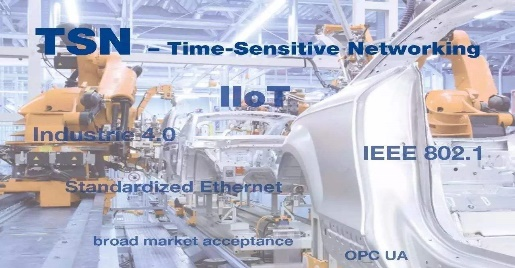 TSN – Time-Sensitive Networking
IIoT
Industrie 4.0
IEEE 802.1
Standardized Ethernet
broad market acceptance
OPC UA